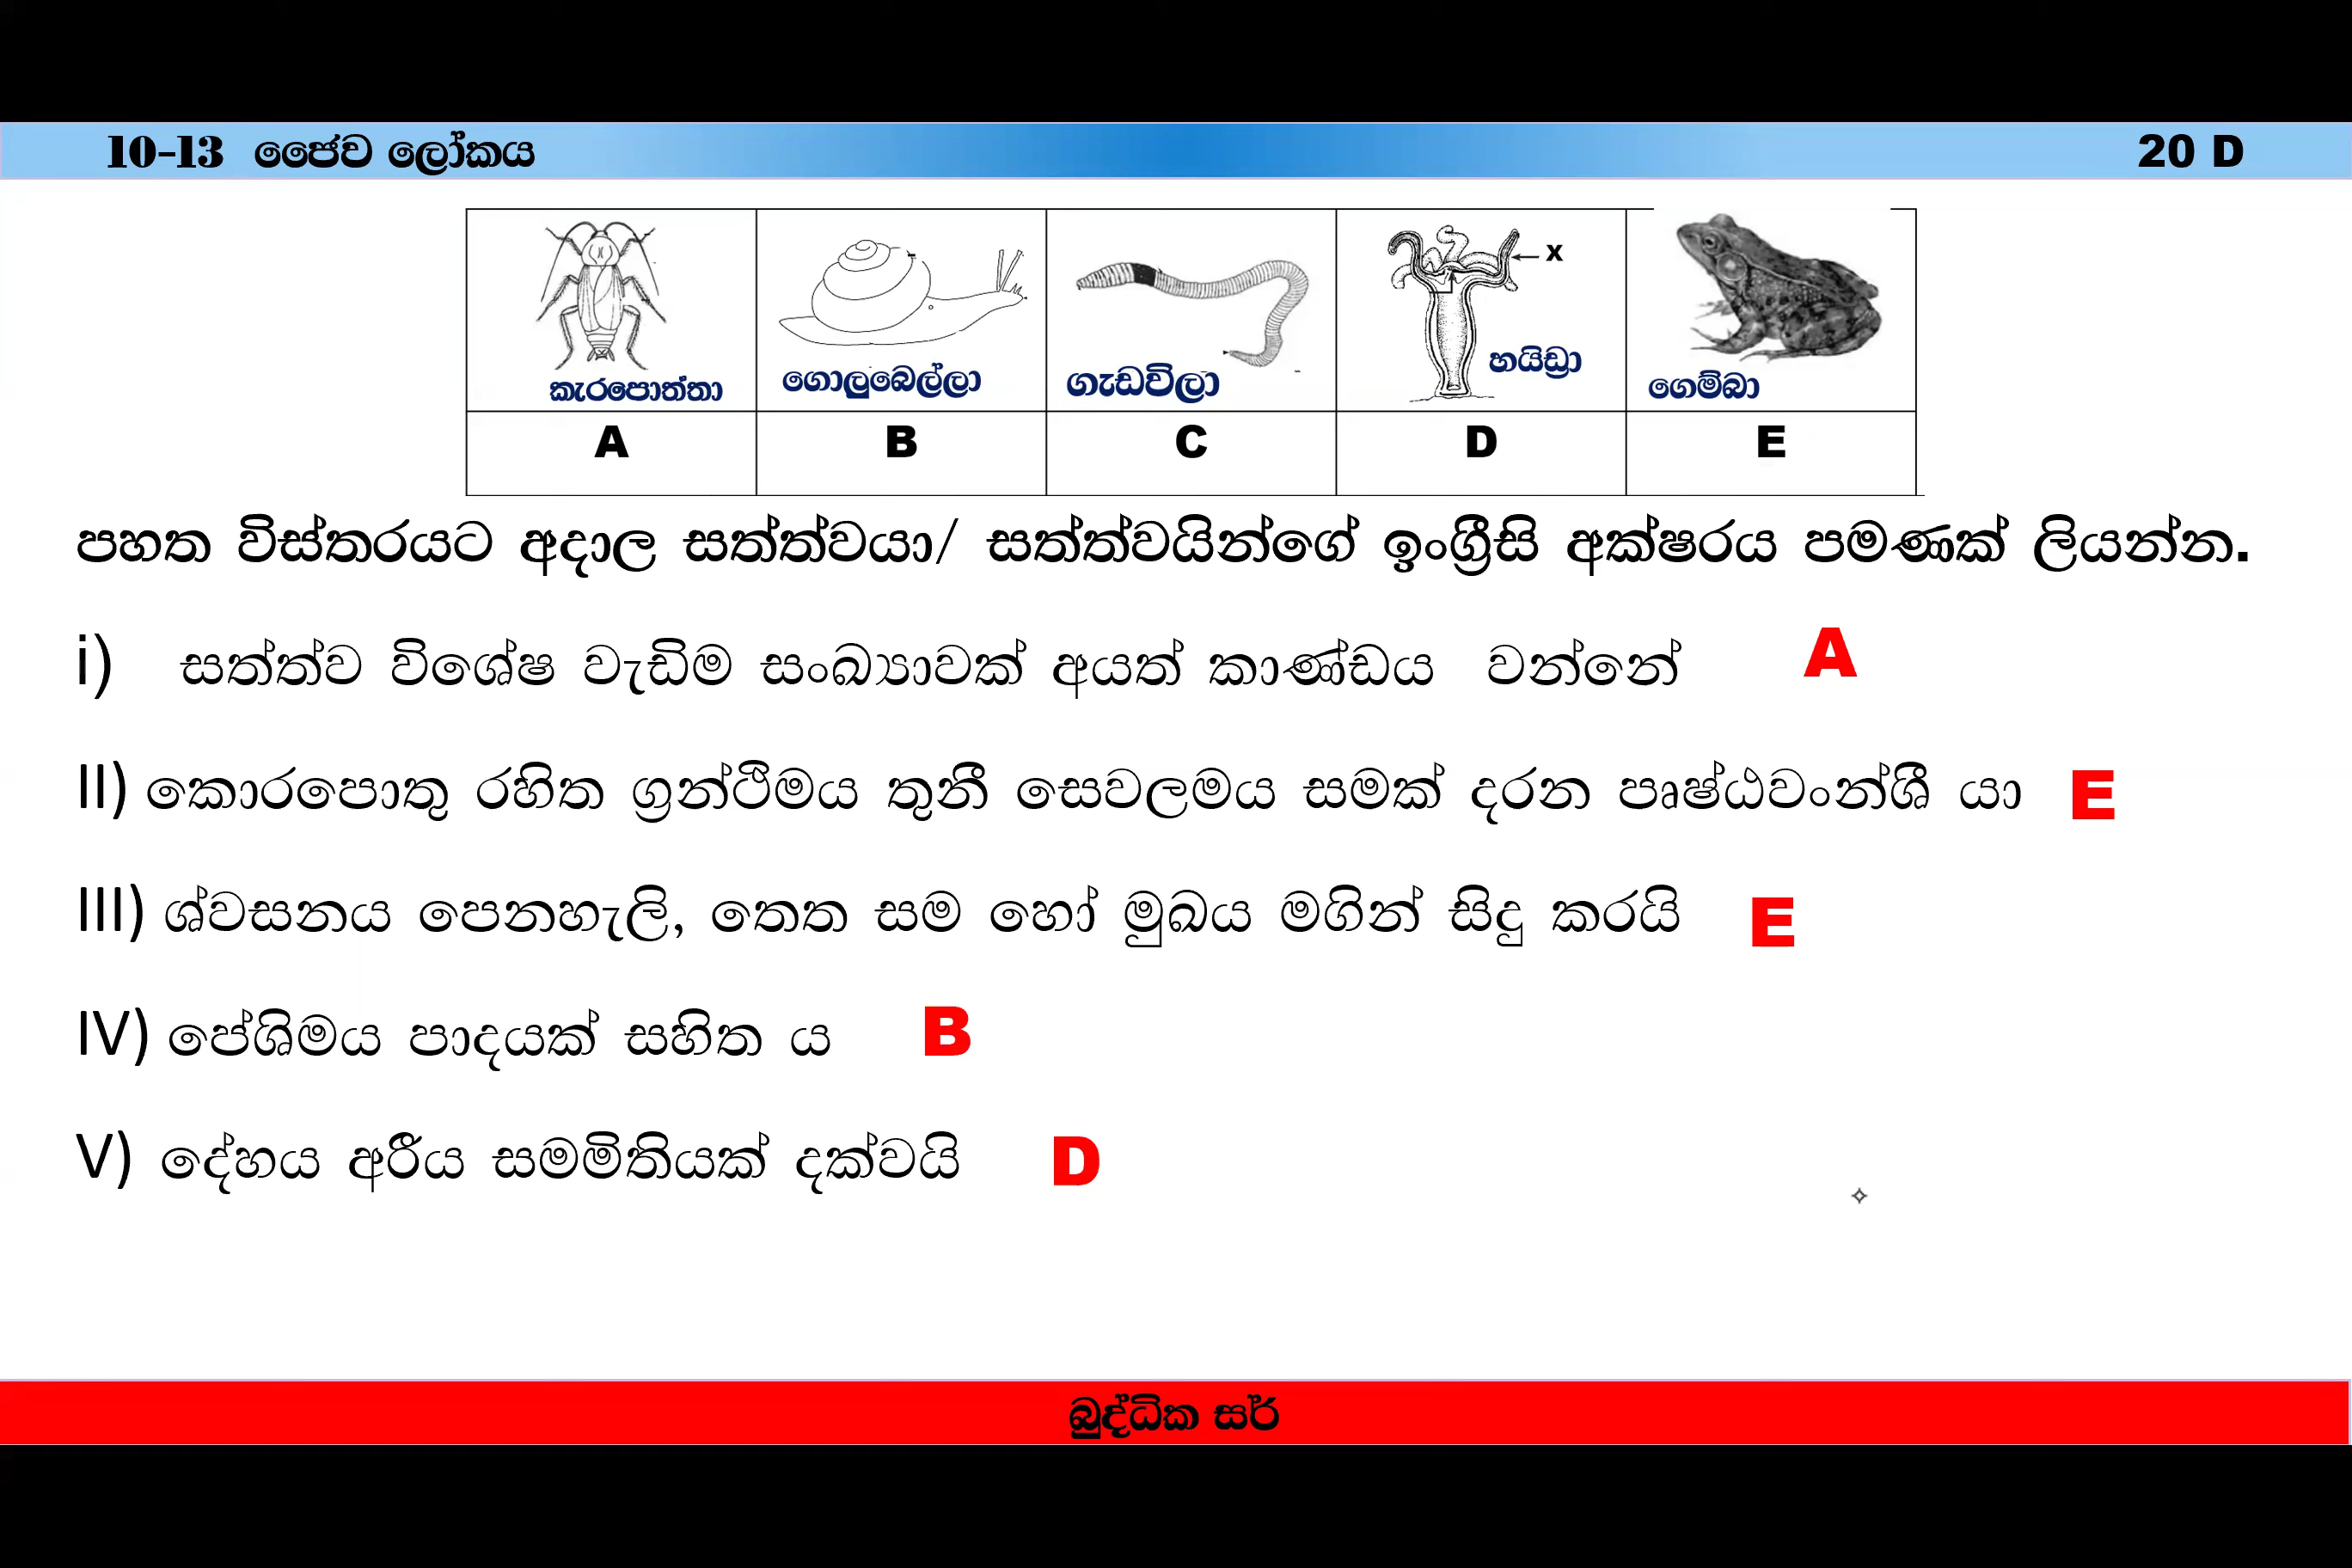 10-13 ජෛව ලෝකය 20 D
x
කැරපොත්තා ගොලුබෙල්ලා ගැඩවිලා හයිඩ්‍රා ගෙම්බා
A B C D E
පහත විස්තරයට අදාල සත්ත්වයා/ සත්ත්වයින්ගේ ඉංග්‍රීසි අක්ෂරය පමණක් ලියන්න.
i) සත්ත්ව විශේෂ වැඩිම සංඛ්‍යාවක් අයත් කාණ්ඩය වන්නේ A
II) කොරපොතු රහිත ග්‍රන්ථිමය තුනී සෙවලමය සමක් දරන පෘෂ්ඨවංන්ශී යා E
III) ශ්වසනය පෙනහැලි, තෙත සම හෝ මුඛය මගින් සිදු කරයි E
IV) පේශිමය පාදයක් සහිත ය B
V) දේහය අරීය සමමිතියක් දක්වයි D
බුද්ධික සර්